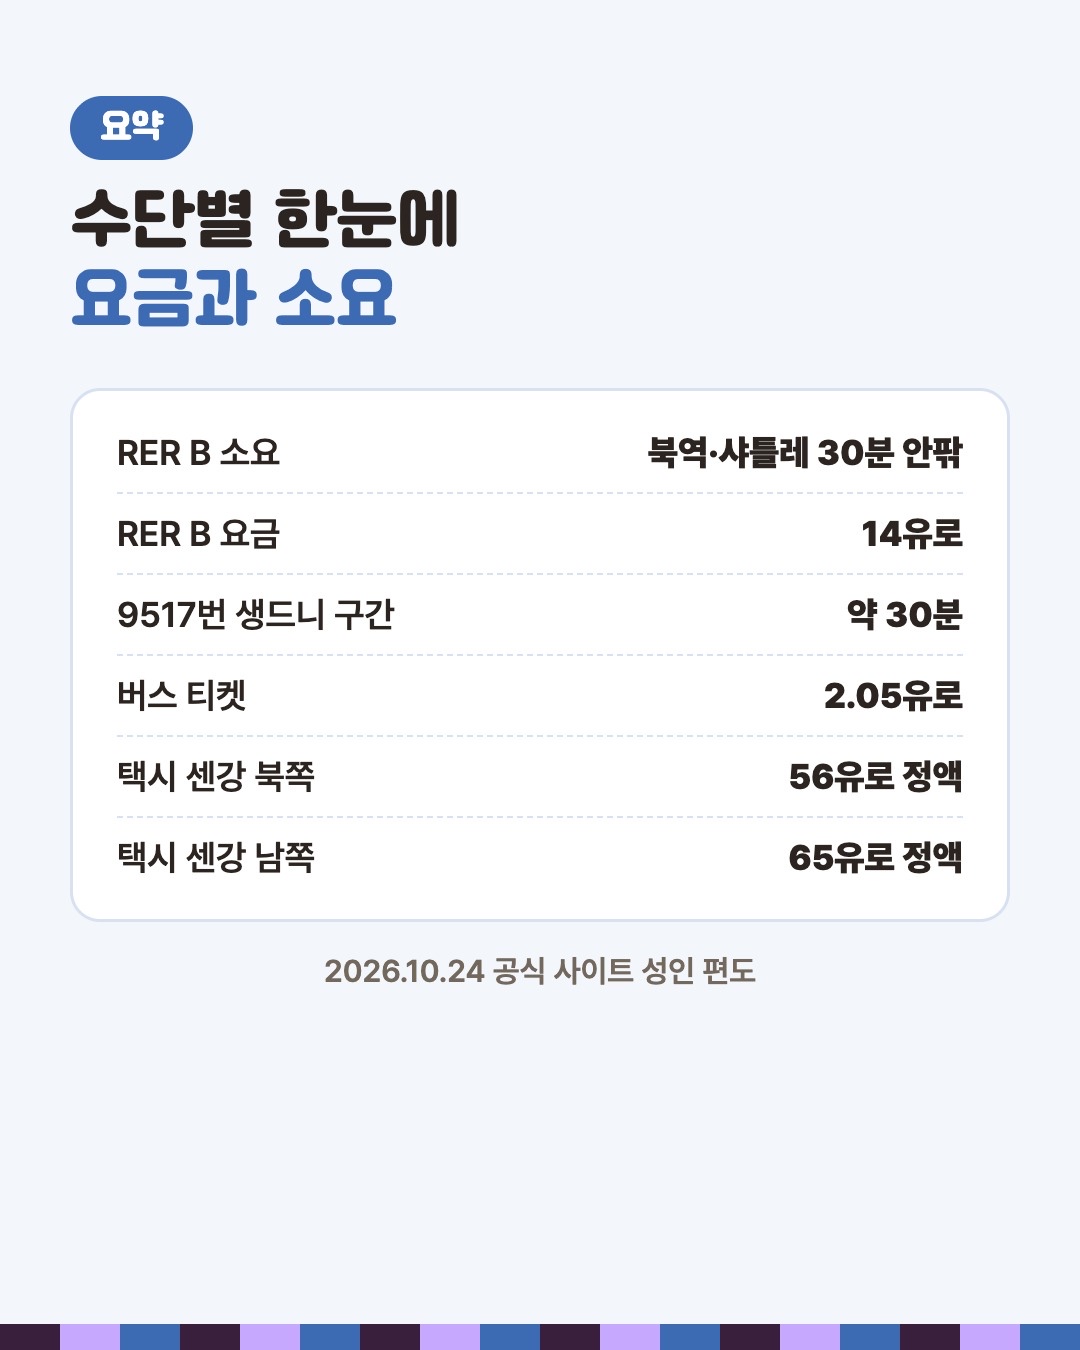 요약
수단별 한눈에
요금과 소요
RER B 소요 북역·샤틀레 30분 안팎
RER B 요금 14유로
9517번 생드니 구간 약 30분
버스 티켓 2.05유로
택시 센강 북쪽 56유로 정액
택시 센강 남쪽 65유로 정액
2026.10.24 공식 사이트 성인 편도